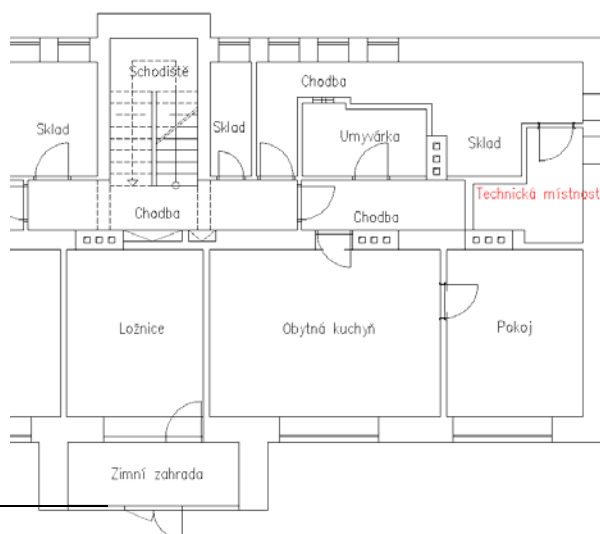 Schodiště
Chodba
Sklad
Sklad
Umyvárka
Sklad
Technická místnost
Chodba
Chodba
Ložnice
Obytná kuchyň
Pokoj
Zimní zahrada